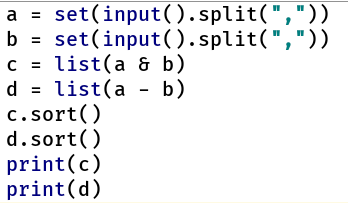 a = set(input().split(","))
b = set(input().split(","))
c = list(a & b)
d = list(a - b)
c.sort()
d.sort()
print(c)
print(d)